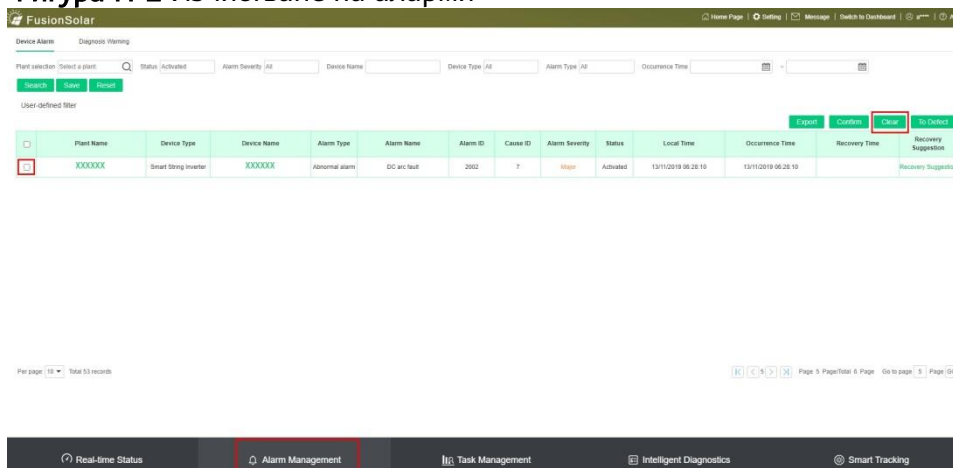 FusionSolar
Home Page | Setting | Message | Switch to Dashboard | n**** | A
Device Alarm Diagnosis Warning
Plant selection Select a plant Status Activated Alarm Severity All Device Name Device Type All Alarm Type All Occurrence Time -
Search Save Reset
User-defined filter
Export Confirm Clear To Defect
Plant Name Device Type Device Name Alarm Type Alarm Name Alarm ID Cause ID Alarm Severity Status Local Time Occurrence Time Recovery Time Recovery Suggestion
XXXXXX Smart String Inverter XXXXXX Abnormal alarm DC arc fault 2002 7 Major Activated 13/11/2019 06:28:10 13/11/2019 06:28:10 Recovery Suggestio
Per page: 10 Total 53 records 5 Page 5 Page/Total 6 Page Go to page 5 Page
Real-time Status Alarm Management Task Management Intelligent Diagnostics Smart Tracking